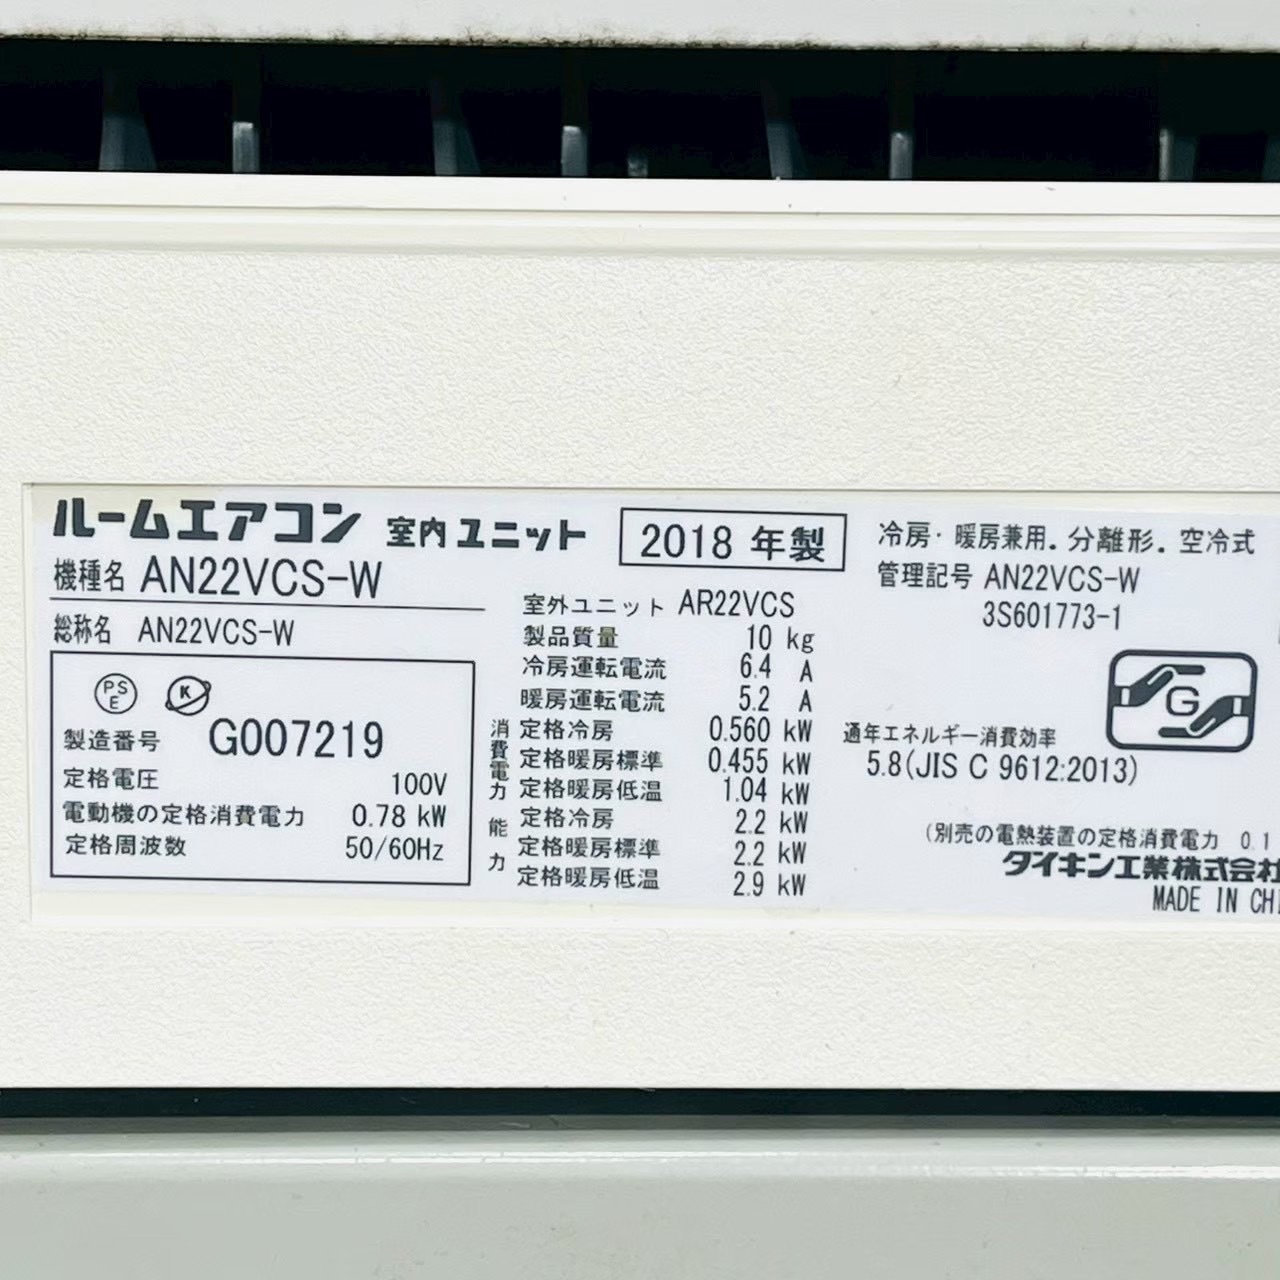 ルームエアコン 室内ユニット
2018 年製
機種名 AN22VCS-W
総称名 AN22VCS-W
PS
E
K
製造番号 G007219
定格電圧 100V
電動機の定格消費電力 0.78 kW
定格周波数 50/60Hz
室外ユニット AR22VCS
製品質量 10 kg
冷房運転電流 6.4 A
暖房運転電流 5.2 A
消費電力
定格冷房 0.560 kW
定格暖房標準 0.455 kW
定格暖房低温 1.04 kW
能力
定格冷房 2.2 kW
定格暖房標準 2.2 kW
定格暖房低温 2.9 kW
冷房・暖房兼用．分離形．空冷式
管理記号 AN22VCS-W
3S601773-1
G
通年エネルギー消費効率
5.8(JIS C 9612:2013)
(別売の電熱装置の定格消費電力 0.1
ダイキン工業株式会社
MADE IN CHI